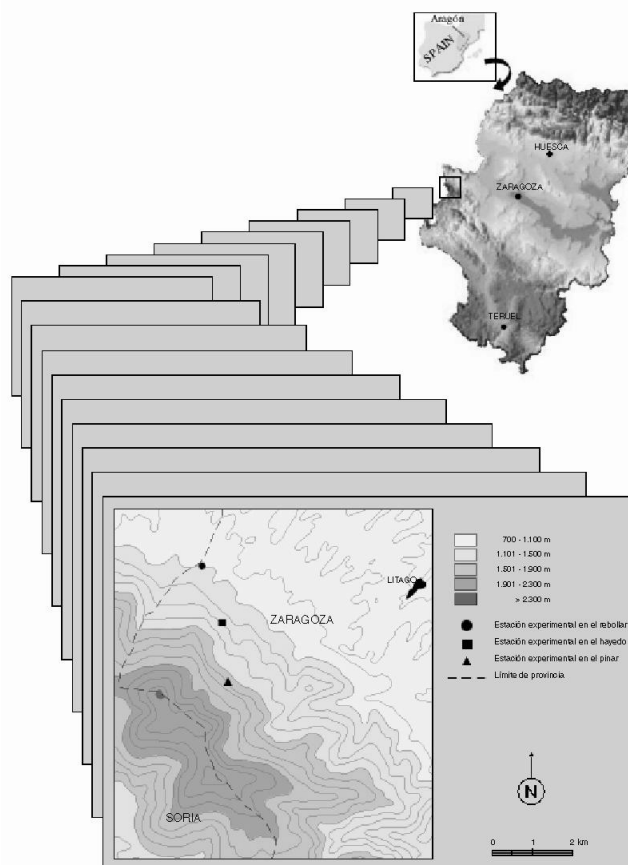 Aragón
SPAIN
HUESCA
ZARAGOZA
TERUEL
LITAGO
ZARAGOZA
SORIA
700 - 1.100 m
1.101 - 1.500 m
1.501 - 1.900 m
1.901 - 2.300 m
> 2.300 m
Estación experimental en el rebollar
Estación experimental en el hayedo
Estación experimental en el pinar
Límite de provincia
N
0 1 2 km